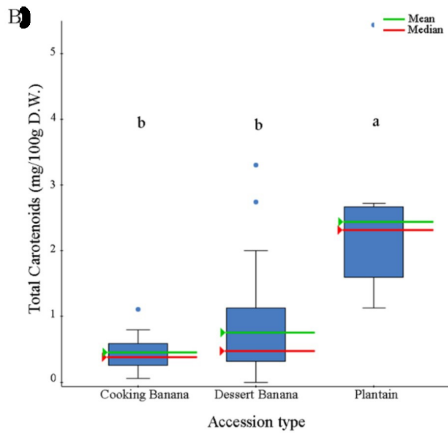 B
Mean
Median
Total Carotenoids (mg/100g D.W.)
5
4
3
2
1
0
b
b
a
Cooking Banana
Dessert Banana
Plantain
Accession type